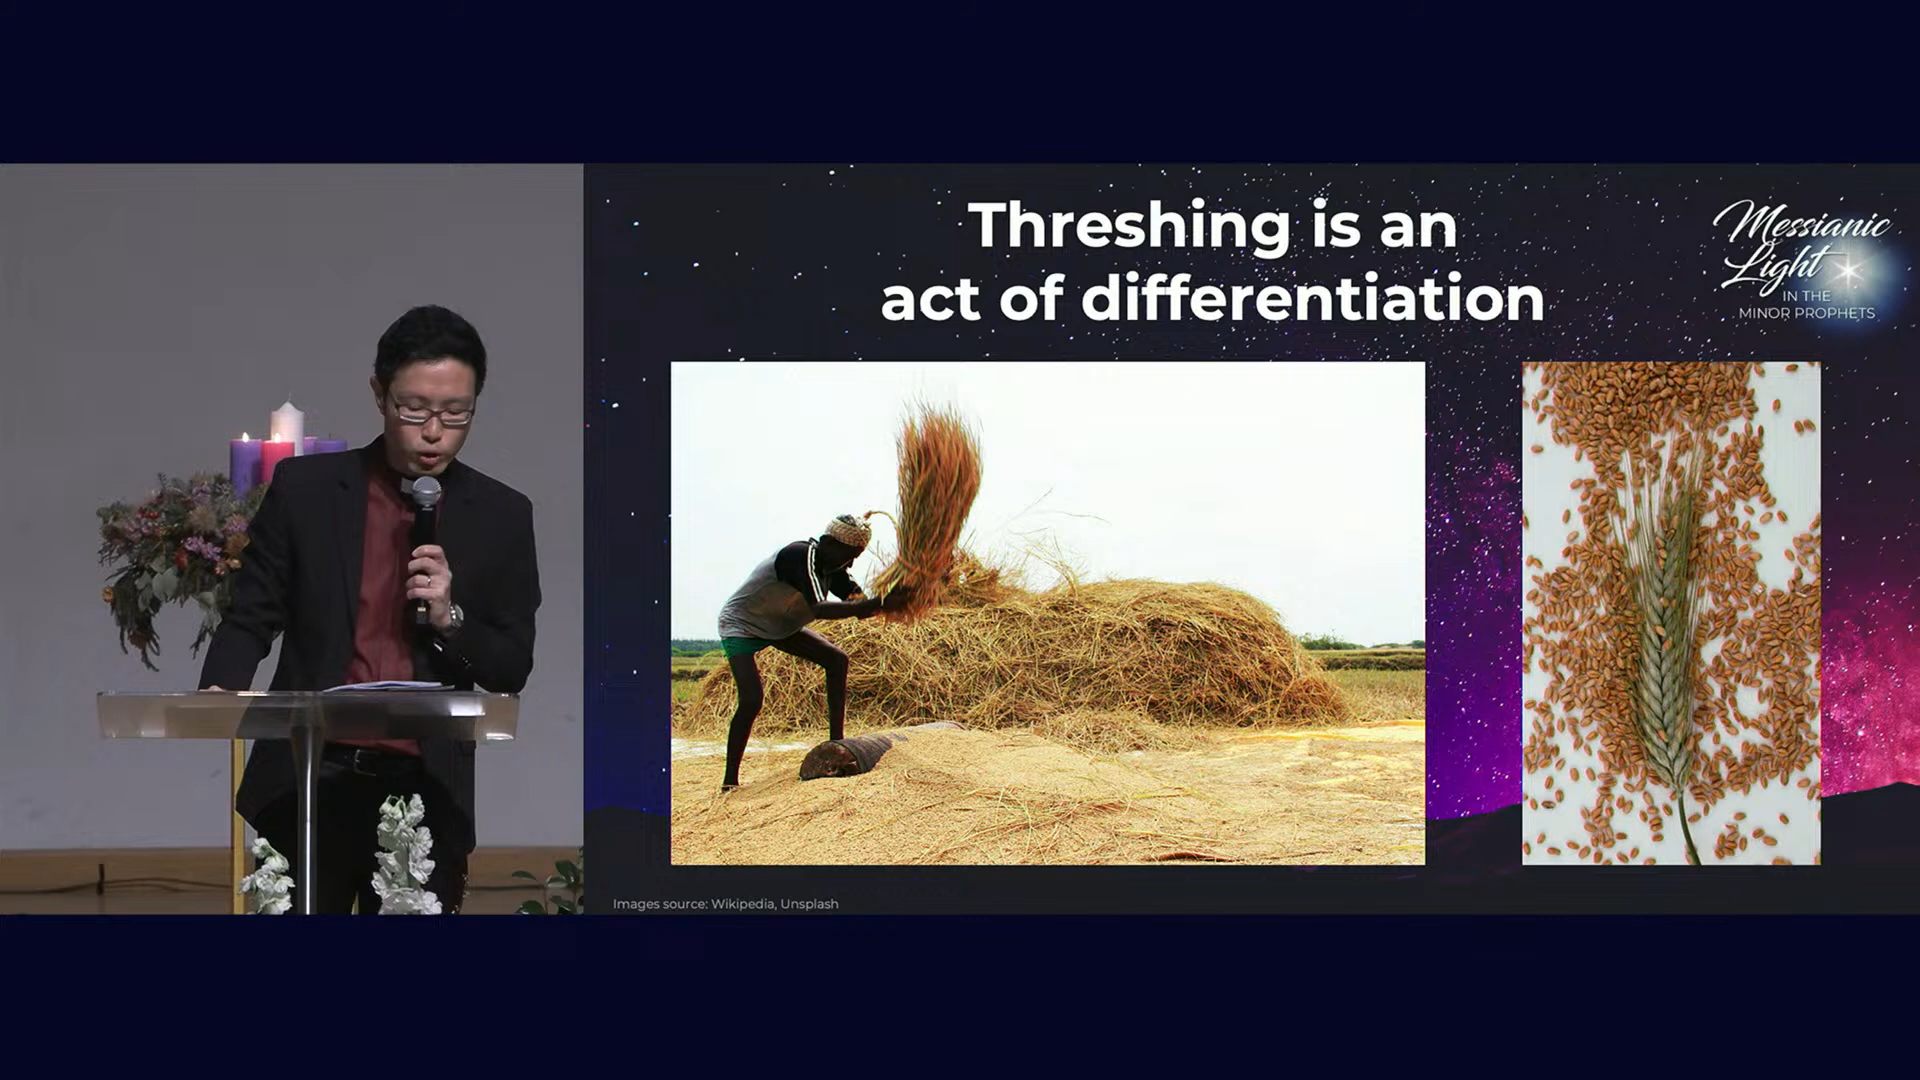 Threshing is an
act of differentiation
Messianic
Light
IN THE
MINOR PROPHETS
Images source: Wikipedia, Unsplash